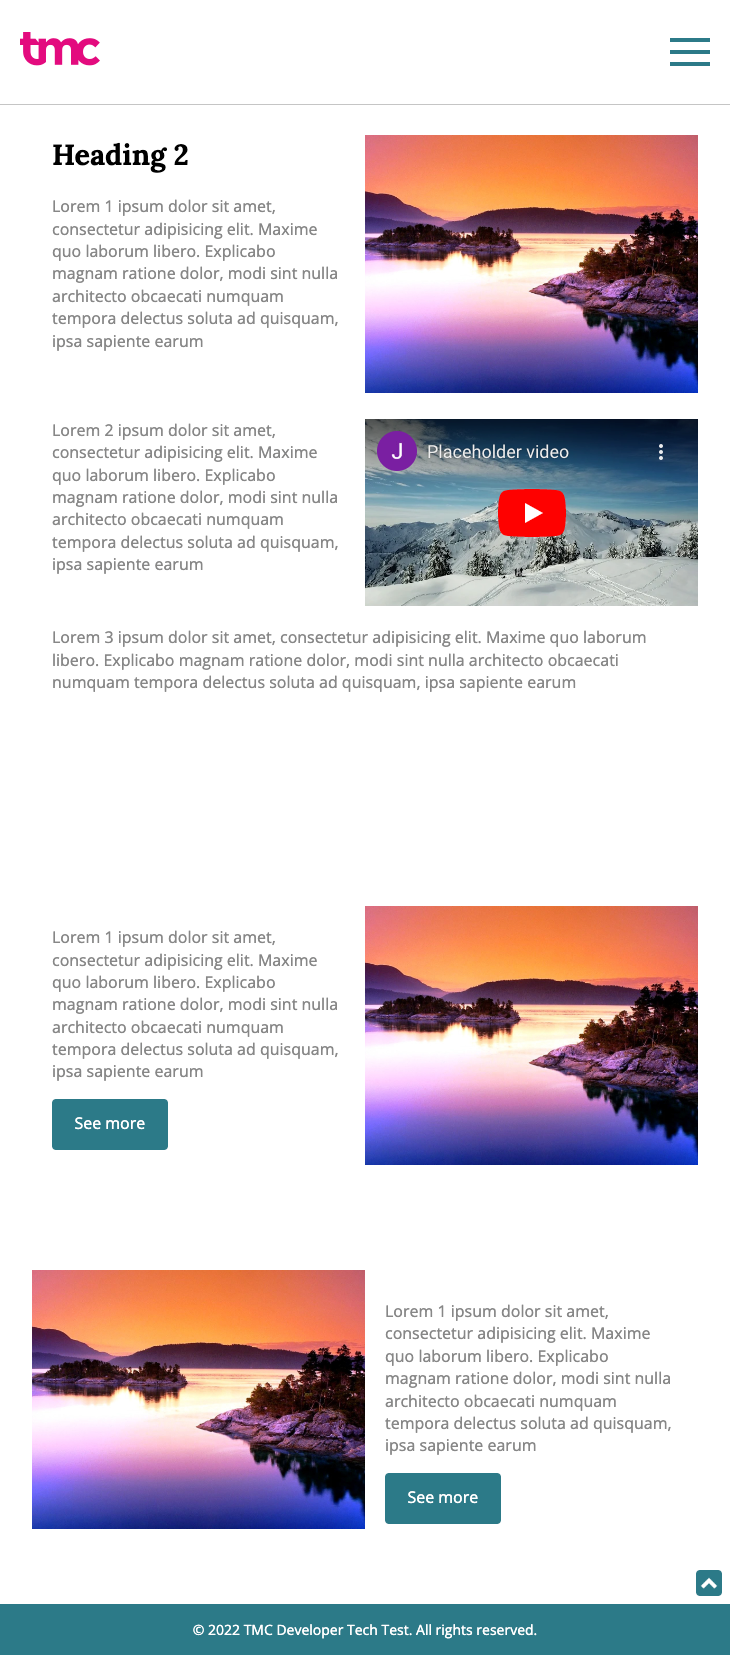 tmc
Heading 2
Lorem 1 ipsum dolor sit amet,
consectetur adipisicing elit. Maxime
quo laborum libero. Explicabo
magnam ratione dolor, modi sint nulla
architecto obcaecati numquam
tempora delectus soluta ad quisquam,
ipsa sapiente earum
Lorem 2 ipsum dolor sit amet,
consectetur adipisicing elit. Maxime
quo laborum libero. Explicabo
magnam ratione dolor, modi sint nulla
architecto obcaecati numquam
tempora delectus soluta ad quisquam,
ipsa sapiente earum
J Placeholder video
Lorem 3 ipsum dolor sit amet, consectetur adipisicing elit. Maxime quo laborum
libero. Explicabo magnam ratione dolor, modi sint nulla architecto obcaecati
numquam tempora delectus soluta ad quisquam, ipsa sapiente earum
Lorem 1 ipsum dolor sit amet,
consectetur adipisicing elit. Maxime
quo laborum libero. Explicabo
magnam ratione dolor, modi sint nulla
architecto obcaecati numquam
tempora delectus soluta ad quisquam,
ipsa sapiente earum
See more
Lorem 1 ipsum dolor sit amet,
consectetur adipisicing elit. Maxime
quo laborum libero. Explicabo
magnam ratione dolor, modi sint nulla
architecto obcaecati numquam
tempora delectus soluta ad quisquam,
ipsa sapiente earum
See more
© 2022 TMC Developer Tech Test. All rights reserved.